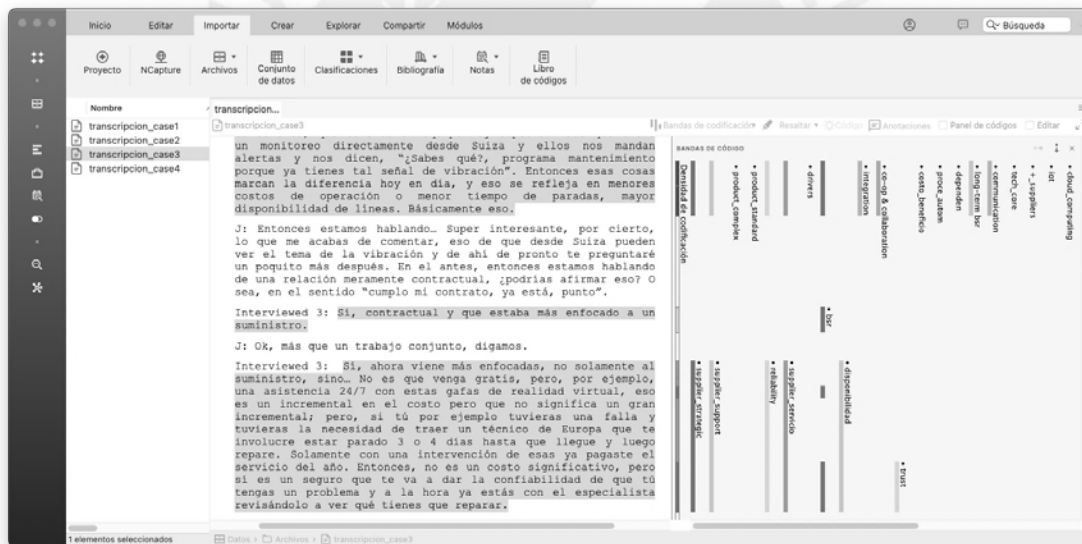 Inicio Editar Importar Crear Explorar Compartir Módulos Búsqueda
Proyecto NCapture Archivos Conjunto de datos Clasificaciones Bibliografía Notas Libro de códigos
Nombre
transcripcion_case1
transcripcion_case2
transcripcion_case3
transcripcion_case4
transcripcion...
transcripcion_case3 Bandas de codificación Resaltar Código Anotaciones Panel de códigos Editar
un monitoreo directamente desde Suiza y ellos nos mandan
alertas y nos dicen, “¿Sabes qué?, programa mantenimiento
porque ya tienes tal señal de vibración”. Entonces esas cosas
marcan la diferencia hoy en día, y eso se refleja en menores
costos de operación o menor tiempo de paradas, mayor
disponibilidad de líneas. Básicamente eso.
J: Entonces estamos hablando… Super interesante, por cierto,
lo que me acabas de comentar, eso de que desde Suiza pueden
ver el tema de la vibración y de ahí de pronto te preguntaré
un poquito más después. En el antes, entonces estamos hablando
de una relación meramente contractual, ¿podrías afirmar eso? O
sea, en el sentido “cumplo mi contrato, ya está, punto”.
Interviewed 3: Si, contractual y que estaba más enfocado a un
suministro.
J: Ok, más que un trabajo conjunto, digamos.
Interviewed 3: Sí, ahora viene más enfocadas, no solamente al
suministro, sino… No es que venga gratis, pero, por ejemplo,
una asistencia 24/7 con estas gafas de realidad virtual, eso
es un incremental en el costo pero que no significa un gran
incremental; pero, si tú por ejemplo tuvieras una falla y
tuvieras la necesidad de traer un técnico de Europa que te
involucre estar parado 3 o 4 días hasta que llegue y luego
repare. Solamente con una intervención de esas ya pagaste el
servicio del año. Entonces, no es un costo significativo, pero
si es un seguro que te va a dar la confiabilidad de que tú
tengas un problema y a la hora ya estás con el especialista
revisándolo a ver qué tienes que reparar.
BANDAS DE CÓDIGO
Densidad de codificación
product_complex
product_standard
drivers
integration
co-op & collaboration
costo_beneficio
proce_autom
dependen
long-term bsr
communication
tech_core
+_suppliers
iot
cloud_computing
bsr
supplier_strategic
supplier_support
reliability
supplier_servicio
disponibilidad
trust
1 elementos seleccionados
Datos › Archivos › transcripcion_case3